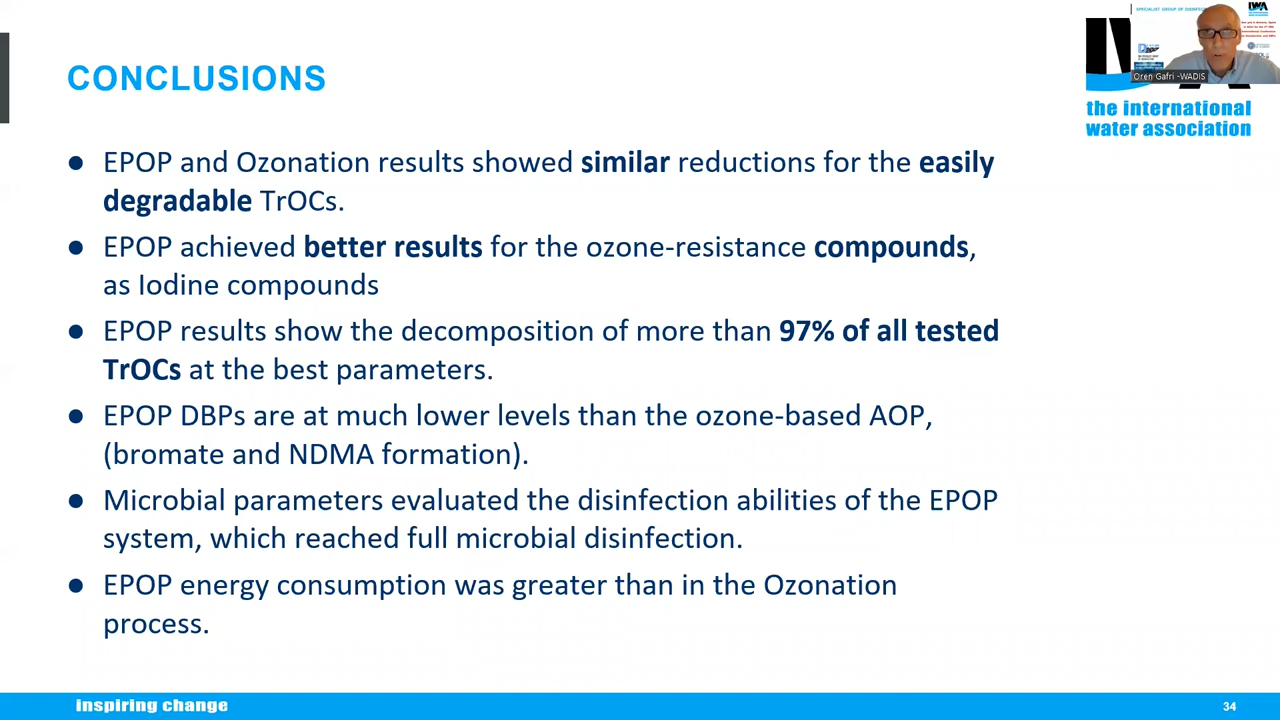 CONCLUSIONS
● EPOP and Ozonation results showed similar reductions for the easily
degradable TrOCs.
● EPOP achieved better results for the ozone-resistance compounds,
as Iodine compounds
● EPOP results show the decomposition of more than 97% of all tested
TrOCs at the best parameters.
● EPOP DBPs are at much lower levels than the ozone-based AOP,
(bromate and NDMA formation).
● Microbial parameters evaluated the disinfection abilities of the EPOP
system, which reached full microbial disinfection.
● EPOP energy consumption was greater than in the Ozonation
process.
SPECIALIST GROUP OF
IWA
Oren Gafri -WADIS
the international
water association
inspiring change
34